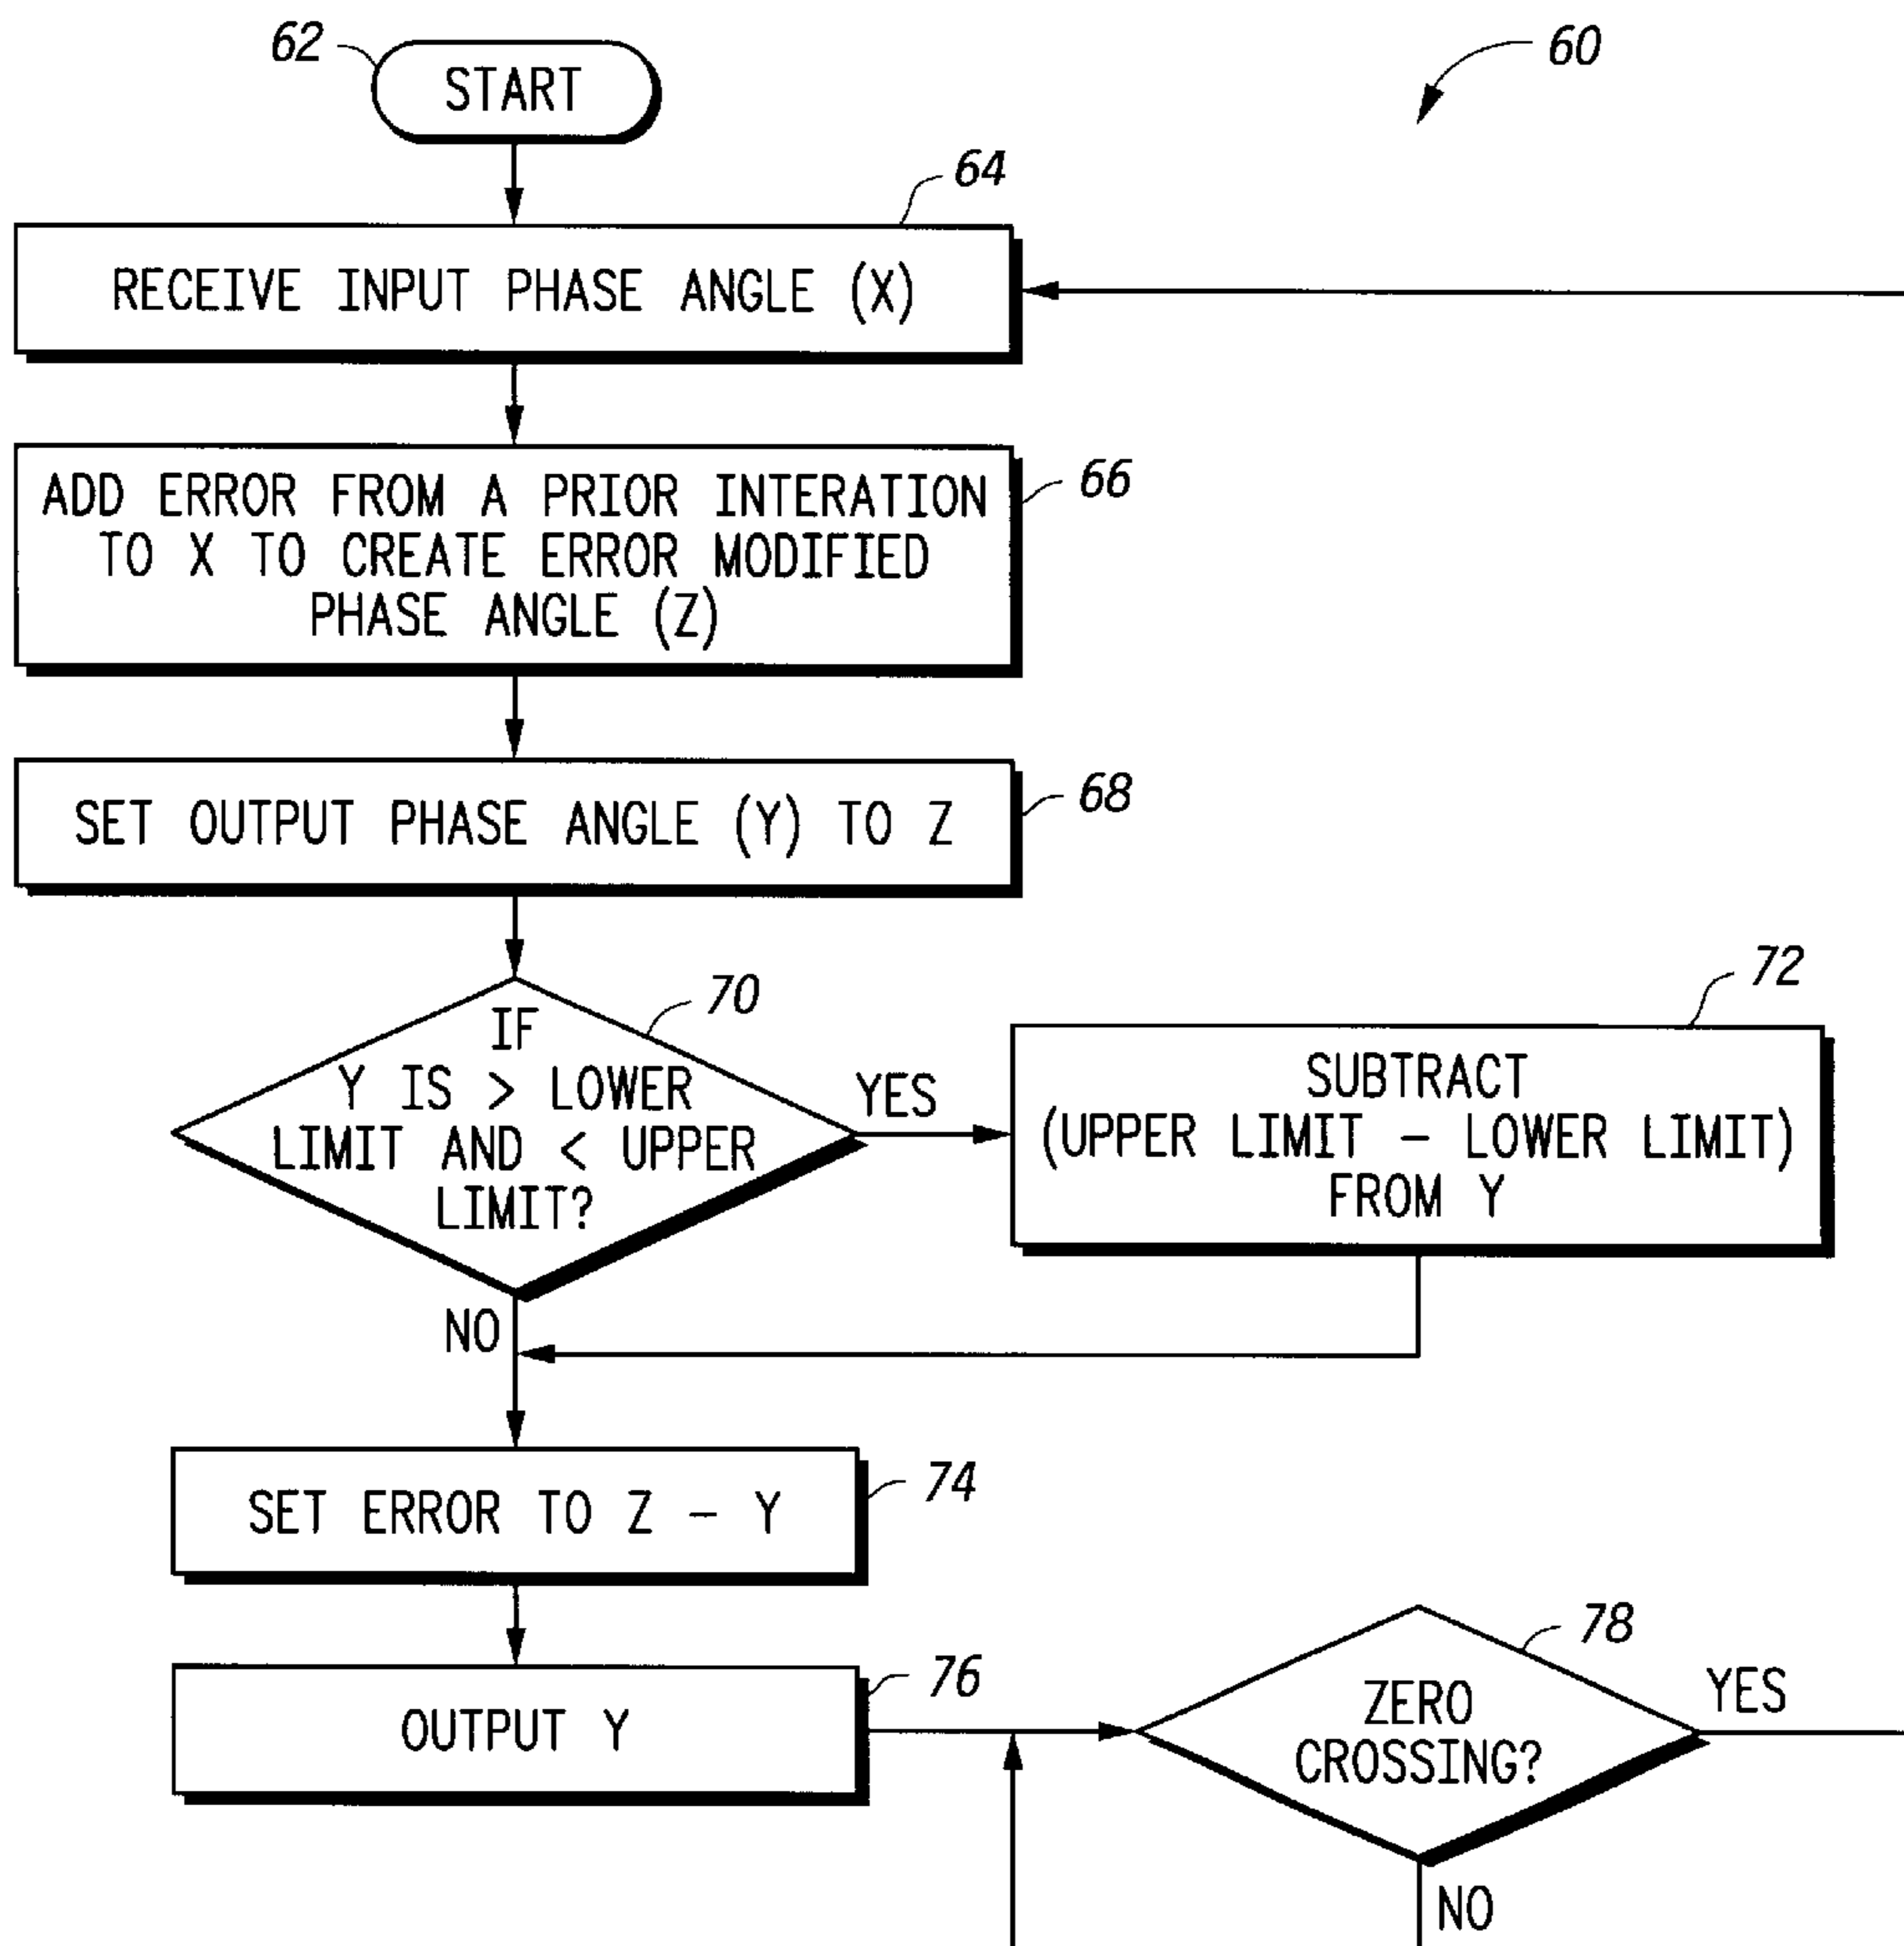 62
START
60
64
RECEIVE INPUT PHASE ANGLE (X)
66
ADD ERROR FROM A PRIOR INTERATION
TO X TO CREATE ERROR MODIFIED
PHASE ANGLE (Z)
68
SET OUTPUT PHASE ANGLE (Y) TO Z
70
IF
Y IS > LOWER
LIMIT AND < UPPER
LIMIT?
YES
72
SUBTRACT
(UPPER LIMIT – LOWER LIMIT)
FROM Y
NO
74
SET ERROR TO Z – Y
76
OUTPUT Y
78
ZERO
CROSSING?
YES
NO